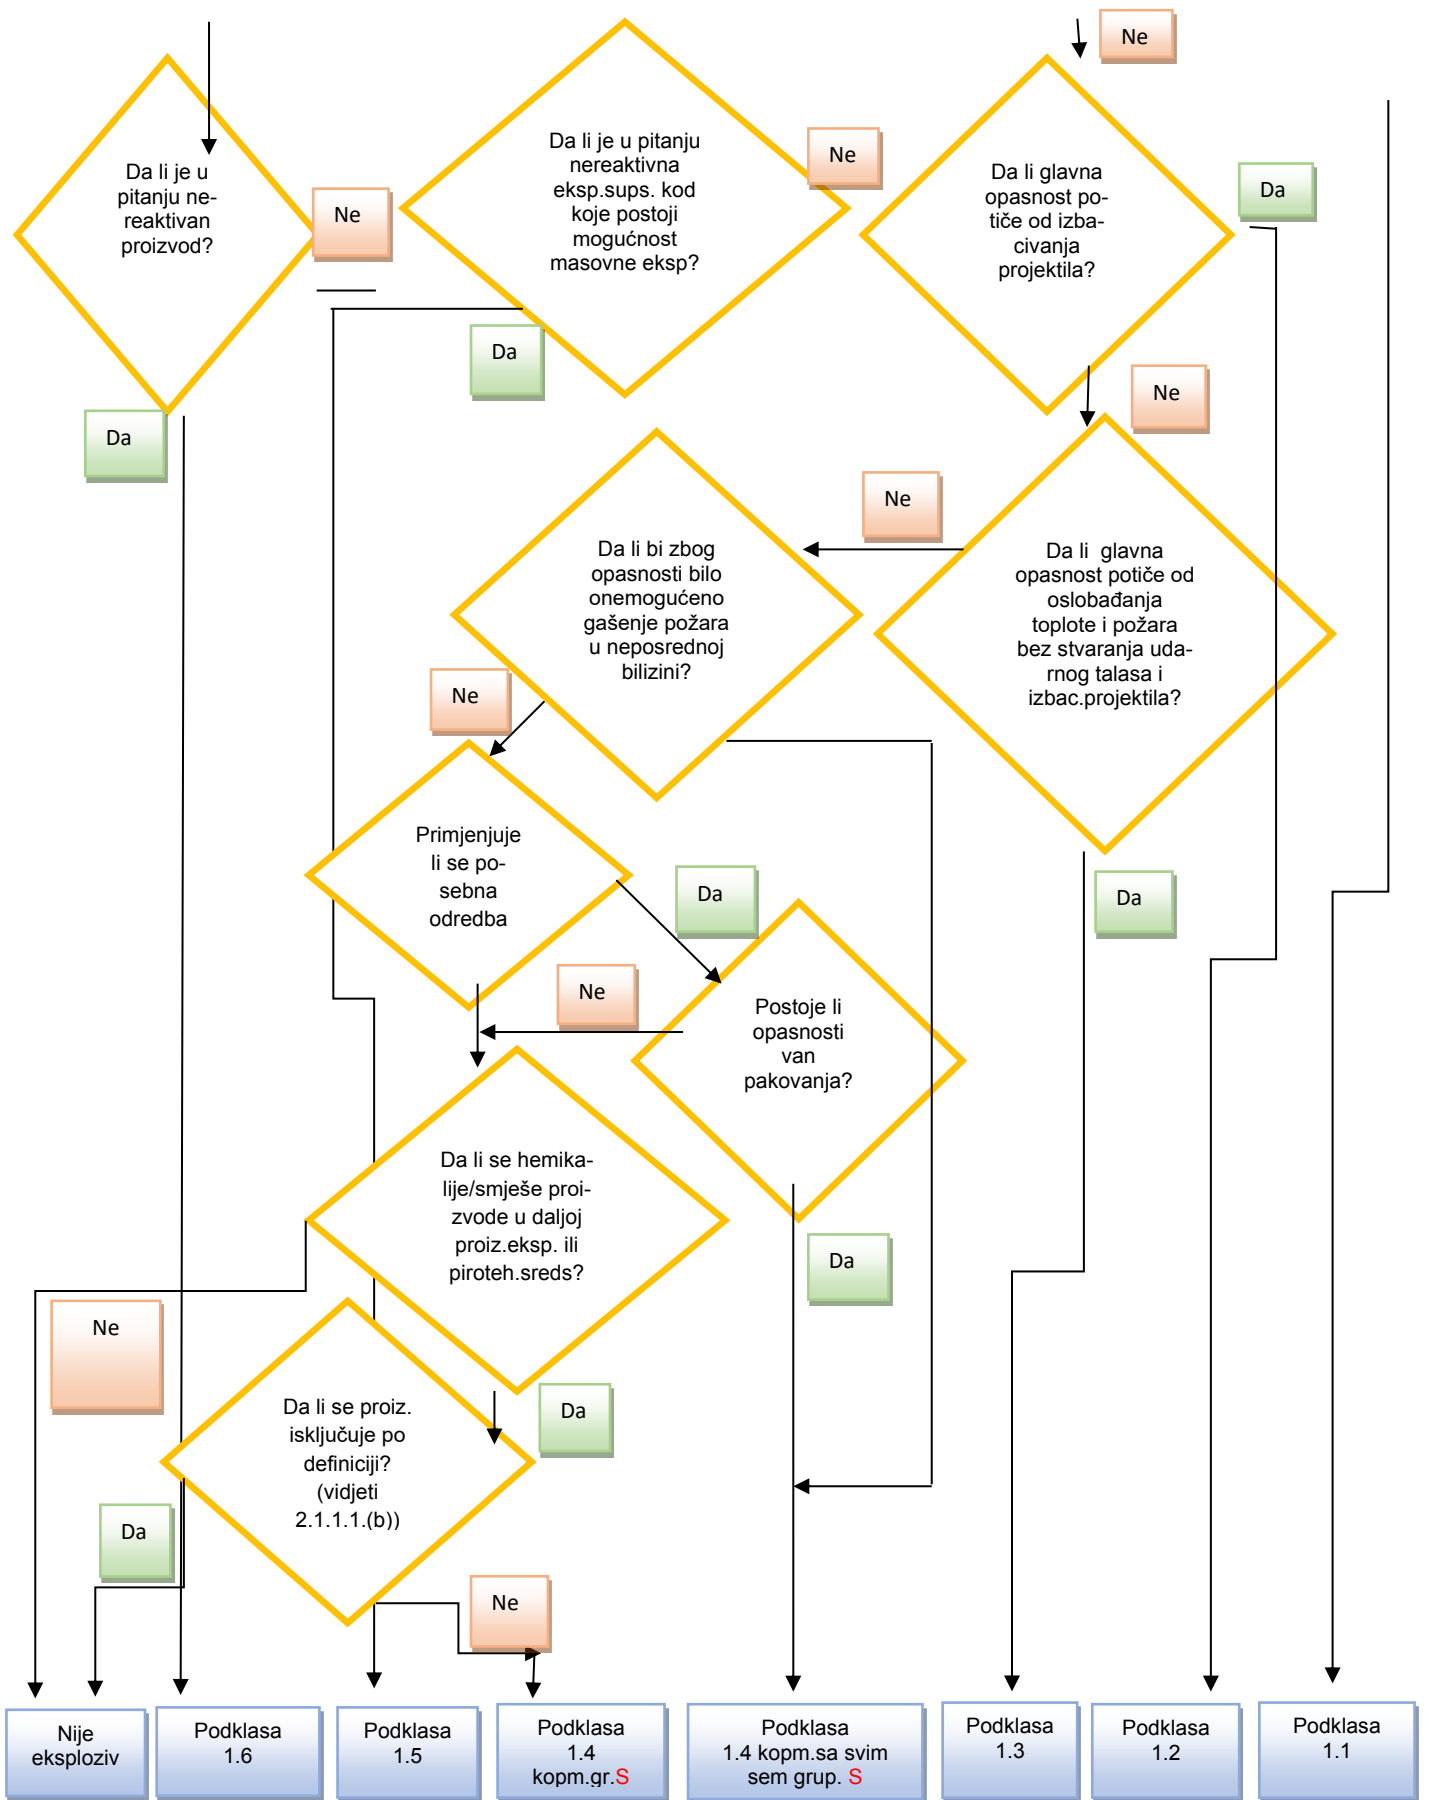 Ne
Da li je u
pitanju ne-
reaktivan
proizvod?
Ne
Da li je u pitanju
nereaktivna
eksp.sups. kod
koje postoji
mogućnost
masovne eksp?
Ne
Da li glavna
opasnost po-
tiče od izba-
civanja
projektila?
Da
Da
Ne
Da
Ne
Da li bi zbog
opasnosti bilo
onemogućeno
gašenje požara
u neposrednoj
bilizini?
Da li  glavna
opasnost potiče od
oslobađanja
toplote i požara
bez stvaranja uda-
rnog talasa i
izbac.projektila?
Ne
Primjenjuje
li se po-
sebna
odredba
Da
Da
Ne
Postoje li
opasnosti
van
pakovanja?
Da li se hemika-
lije/smješe proi-
zvode u daljoj
proiz.eksp. ili
piroteh.sreds?
Da
Ne
Da
Da li se proiz.
isključuje po
definiciji?
(vidjeti
2.1.1.1.(b))
Da
Ne
Nije
eksploziv
Podklasa
1.6
Podklasa
1.5
Podklasa
1.4
kopm.gr.S
Podklasa
1.4 kopm.sa svim
sem grup. S
Podklasa
1.3
Podklasa
1.2
Podklasa
1.1